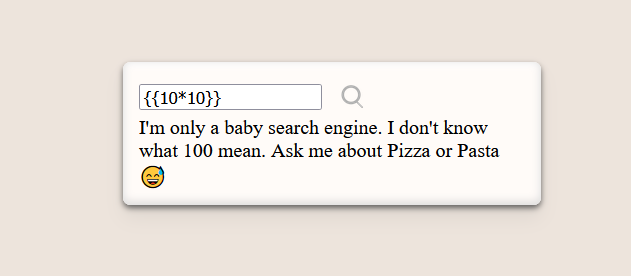 {{10*10}}
I'm only a baby search engine. I don't know
what 100 mean. Ask me about Pizza or Pasta
😅